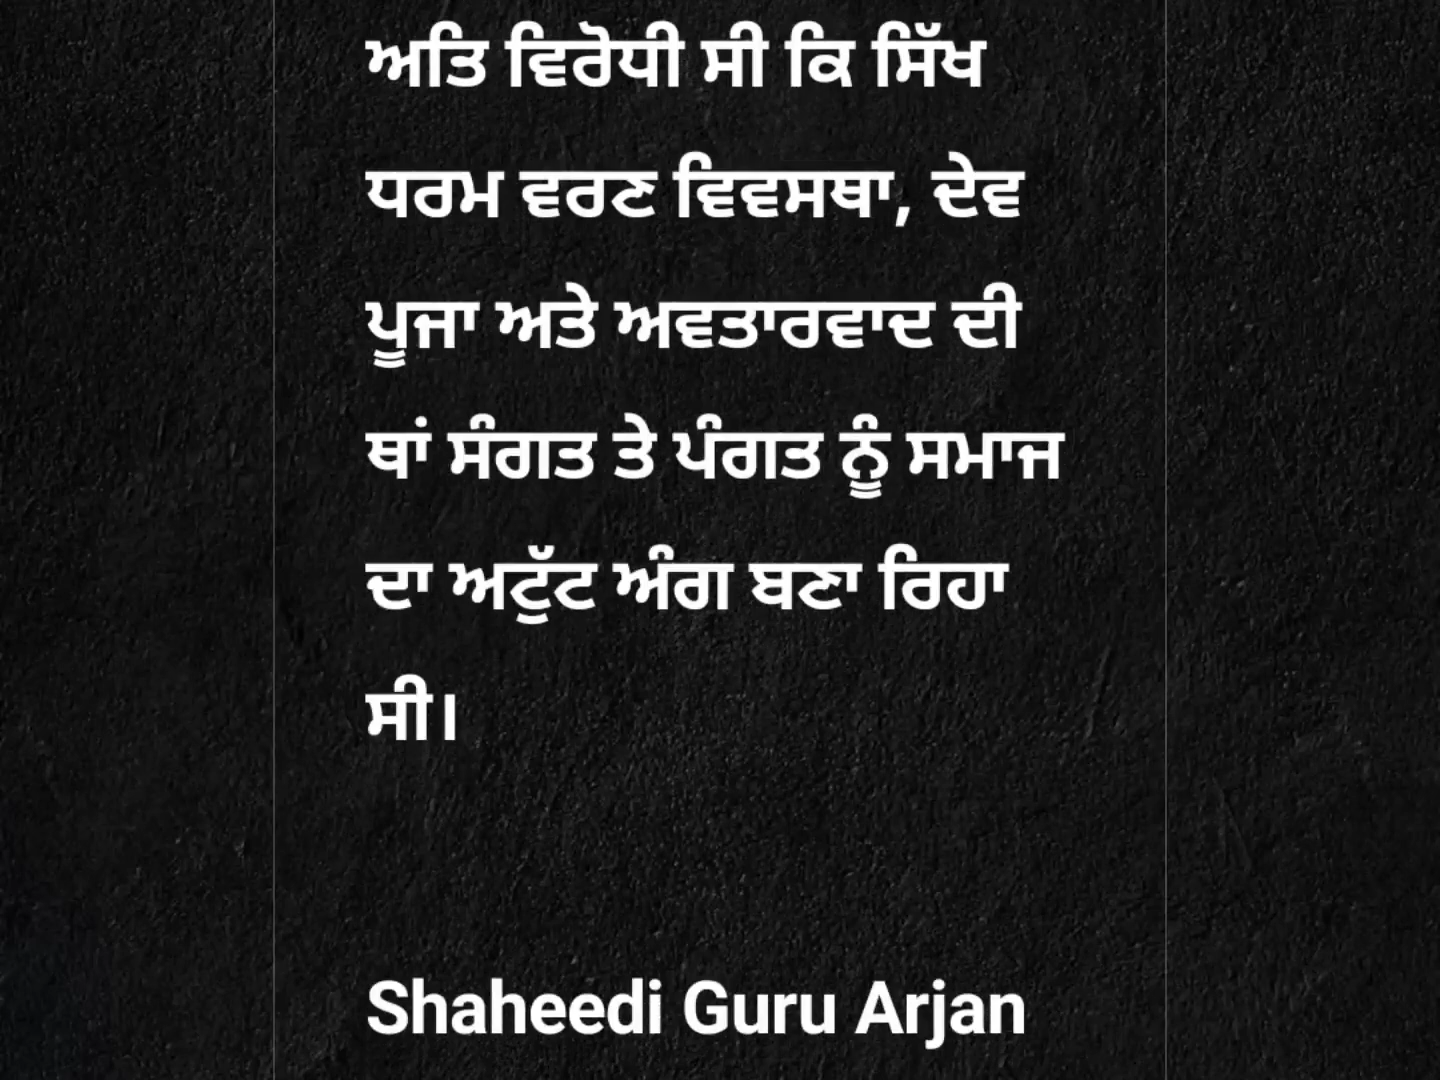 ਅਤਿ ਵਿਰੋਧੀ ਸੀ ਕਿ ਸਿੱਖ
ਧਰਮ ਵਰਣ ਵਿਵਸਥਾ, ਦੇਵ
ਪੂਜਾ ਅਤੇ ਅਵਤਾਰਵਾਦ ਦੀ
ਥਾਂ ਸੰਗਤ ਤੇ ਪੰਗਤ ਨੂੰ ਸਮਾਜ
ਦਾ ਅਟੁੱਟ ਅੰਗ ਬਣਾ ਰਿਹਾ
ਸੀ।
Shaheedi Guru Arjan